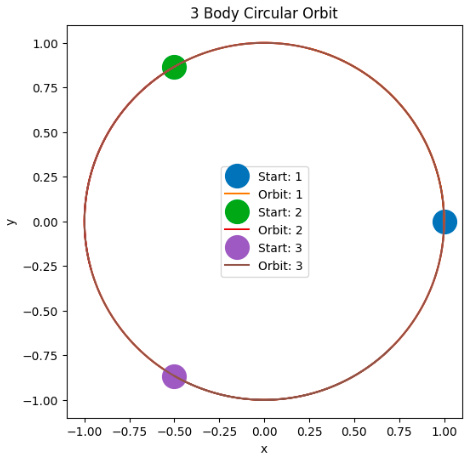 3 Body Circular Orbit
1.00
0.75
0.50
0.25
0.00
−0.25
−0.50
−0.75
−1.00
y
Start: 1
Orbit: 1
Start: 2
Orbit: 2
Start: 3
Orbit: 3
−1.00 −0.75 −0.50 −0.25 0.00 0.25 0.50 0.75 1.00
x